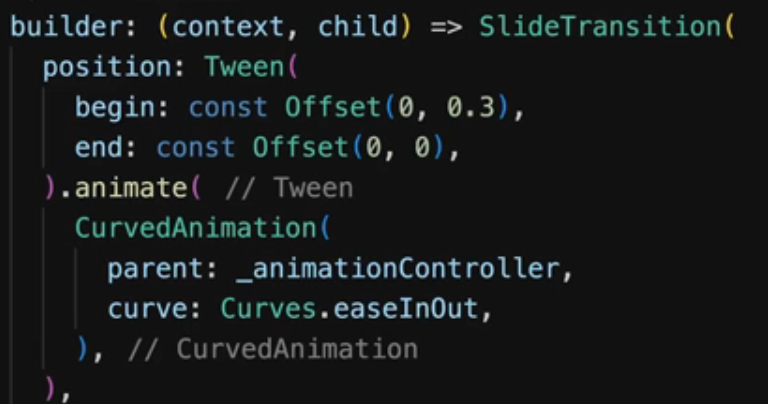 builder: (context, child) => SlideTransition(
position: Tween(
begin: const Offset(0, 0.3),
end: const Offset(0, 0),
).animate( // Tween
CurvedAnimation(
parent: _animationController,
curve: Curves.easeInOut,
), // CurvedAnimation
),